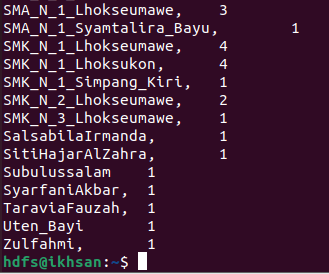 SMA_N_1_Lhokseumawe, 3
SMA_N_1_Syamtalira_Bayu, 1
SMK_N_1_Lhokseumawe, 4
SMK_N_1_Lhoksukon, 4
SMK_N_1_Simpang_Kiri, 1
SMK_N_2_Lhokseumawe, 2
SMK_N_3_Lhokseumawe, 1
SalsabilaIrmanda, 1
SitiHajarAlZahra, 1
Subulussalam 1
SyarfaniAkbar, 1
TaraviaFauzah, 1
Uten_Bayi 1
Zulfahmi, 1
hdfs@ikhsan:~$